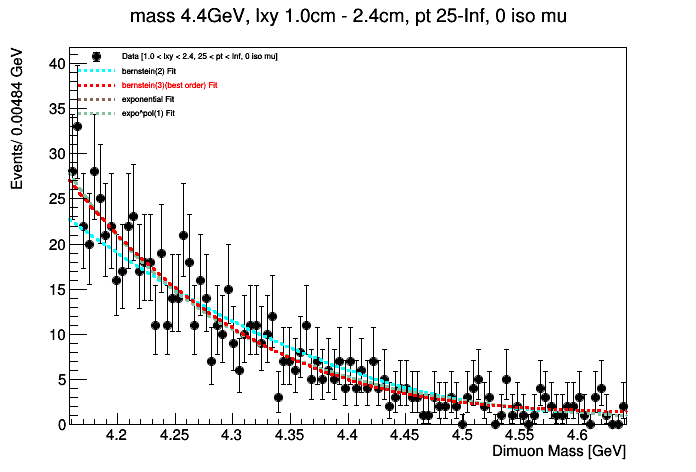 mass 4.4GeV, lxy 1.0cm - 2.4cm, pt 25-Inf, 0 iso mu
Events/ 0.00484 GeV
Data [1.0 < lxy < 2.4, 25 < pt < Inf, 0 iso mu]
bernstein(2) Fit
bernstein(3)(best order) Fit
exponential Fit
expo*pol(1) Fit
40
35
30
25
20
15
10
5
0
4.2 4.25 4.3 4.35 4.4 4.45 4.5 4.55 4.6
Dimuon Mass [GeV]